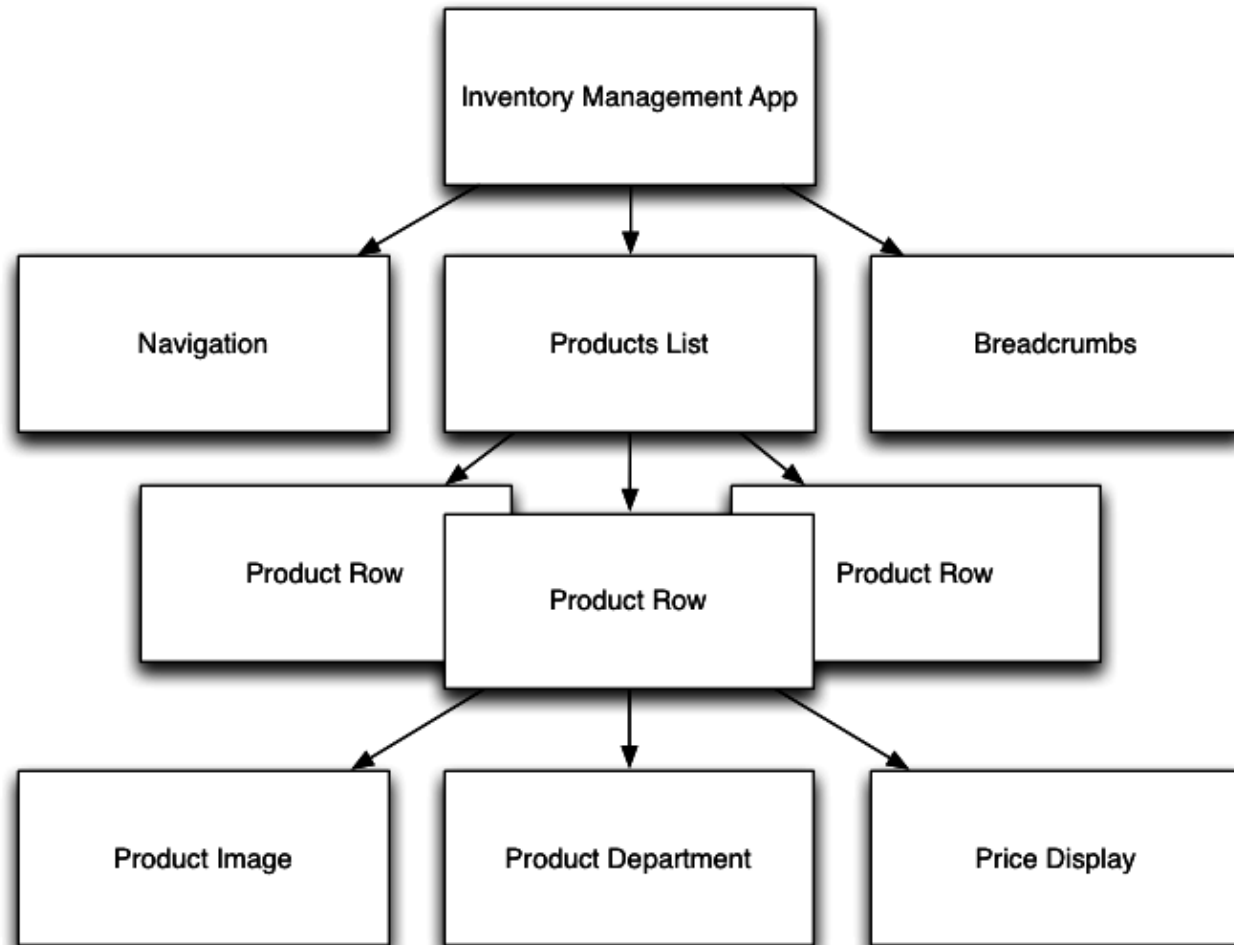 Inventory Management App
Navigation
Products List
Breadcrumbs
Product Row
Product Row
Product Row
Product Image
Product Department
Price Display